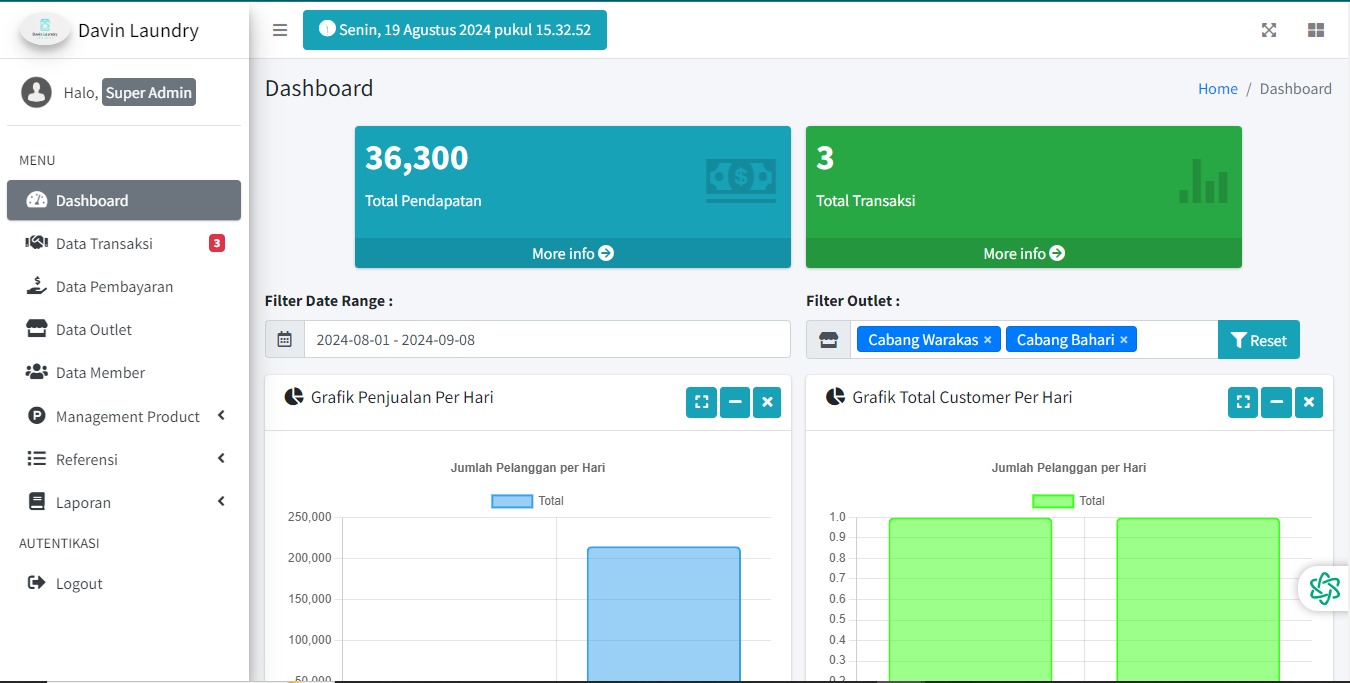 Davin Laundry
Senin, 19 Agustus 2024 pukul 15.32.52
Halo, Super Admin
MENU
Dashboard
Data Transaksi 3
Data Pembayaran
Data Outlet
Data Member
Management Product
Referensi
Laporan
AUTENTIKASI
Logout
Dashboard
Home / Dashboard
36,300
Total Pendapatan
More info
3
Total Transaksi
More info
Filter Date Range :
2024-08-01 - 2024-09-08
Filter Outlet :
Cabang Warakas × Cabang Bahari ×
Reset
Grafik Penjualan Per Hari
Jumlah Pelanggan per Hari
Total
250,000
200,000
150,000
100,000
50,000
Grafik Total Customer Per Hari
Jumlah Pelanggan per Hari
Total
1.0
0.9
0.8
0.7
0.6
0.5
0.4
0.3
0.2